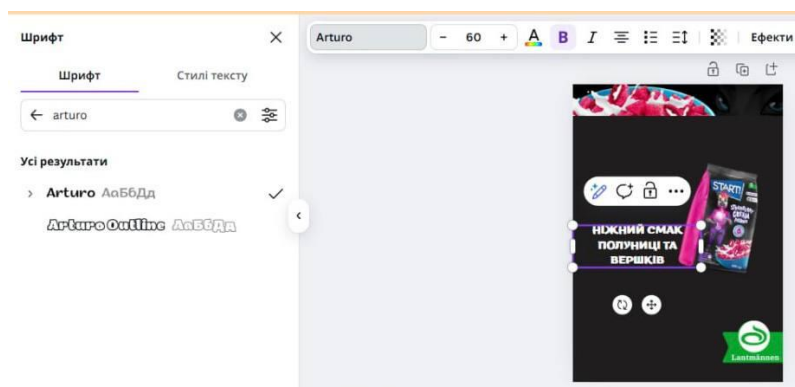 Шрифт
Arturo
60
A
B
I
Ефекти
Шрифт
Стилі тексту
arturo
Усі результати
Arturo АаБбДд
Arturo Outline АаБбДд
START!
НІЖНИЙ СМАК
ПОЛУНИЦІ ТА
ВЕРШКІВ
Lantmännen